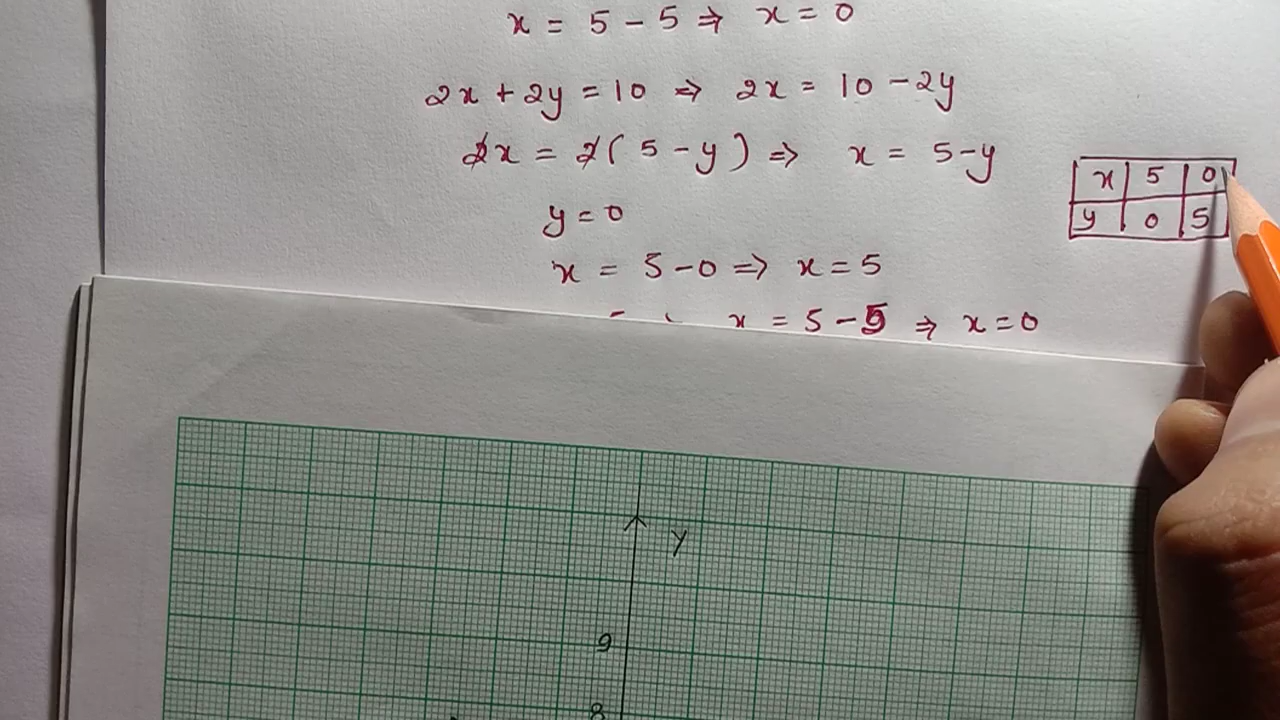 x = 5 - 5 ⇒ x = 0
2x + 2y = 10 ⇒ 2x = 10 - 2y
2x = 2( 5 - y ) ⇒ x = 5 - y
x 5 0
y 0 5
y = 0
x = 5 - 0 ⇒ x = 5
x = 5 - 5 ⇒ x = 0
Y
9
8